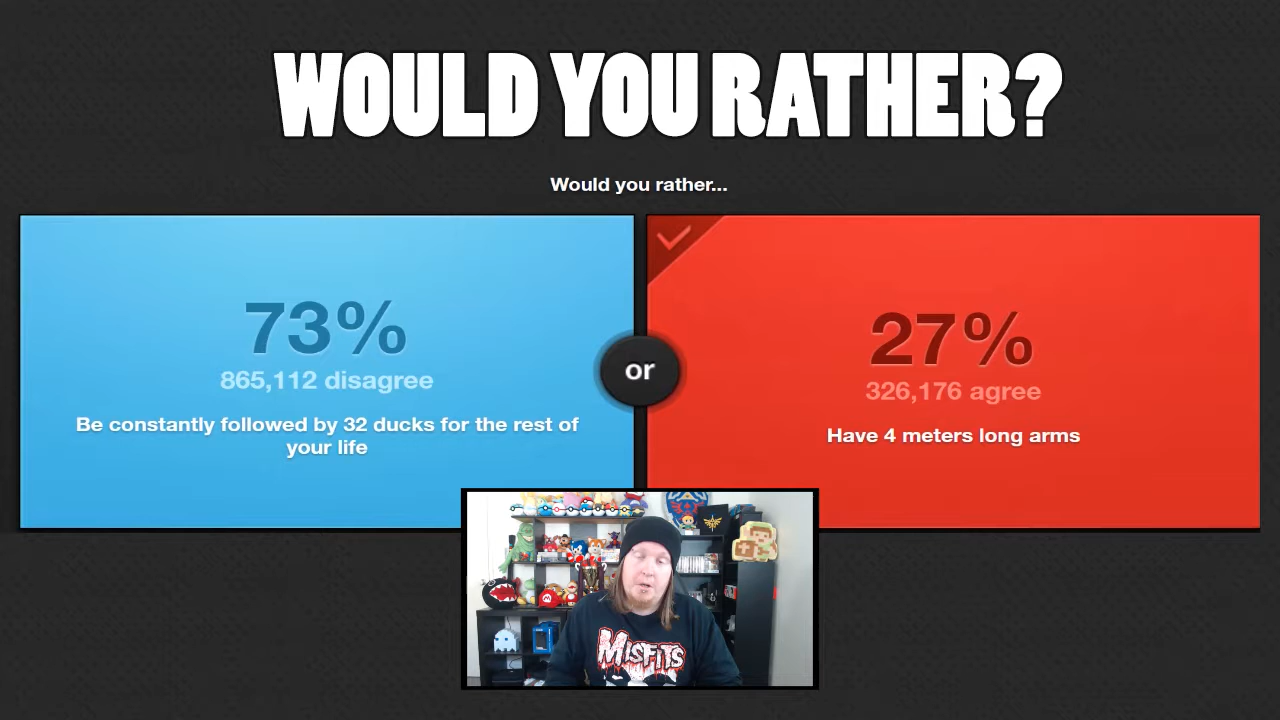 WOULD YOU RATHER?
Would you rather...
73%
865,112 disagree
Be constantly followed by 32 ducks for the rest of
your life
or
27%
326,176 agree
Have 4 meters long arms
MISFITS